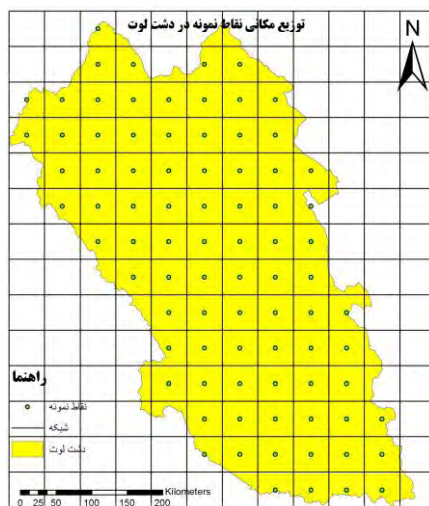 توزیع مکانی نقاط نمونه در دشت لوت
N
راهنما
نقاط نمونه
شبکه
دشت لوت
Kilometers
0 25 50 100 150 200